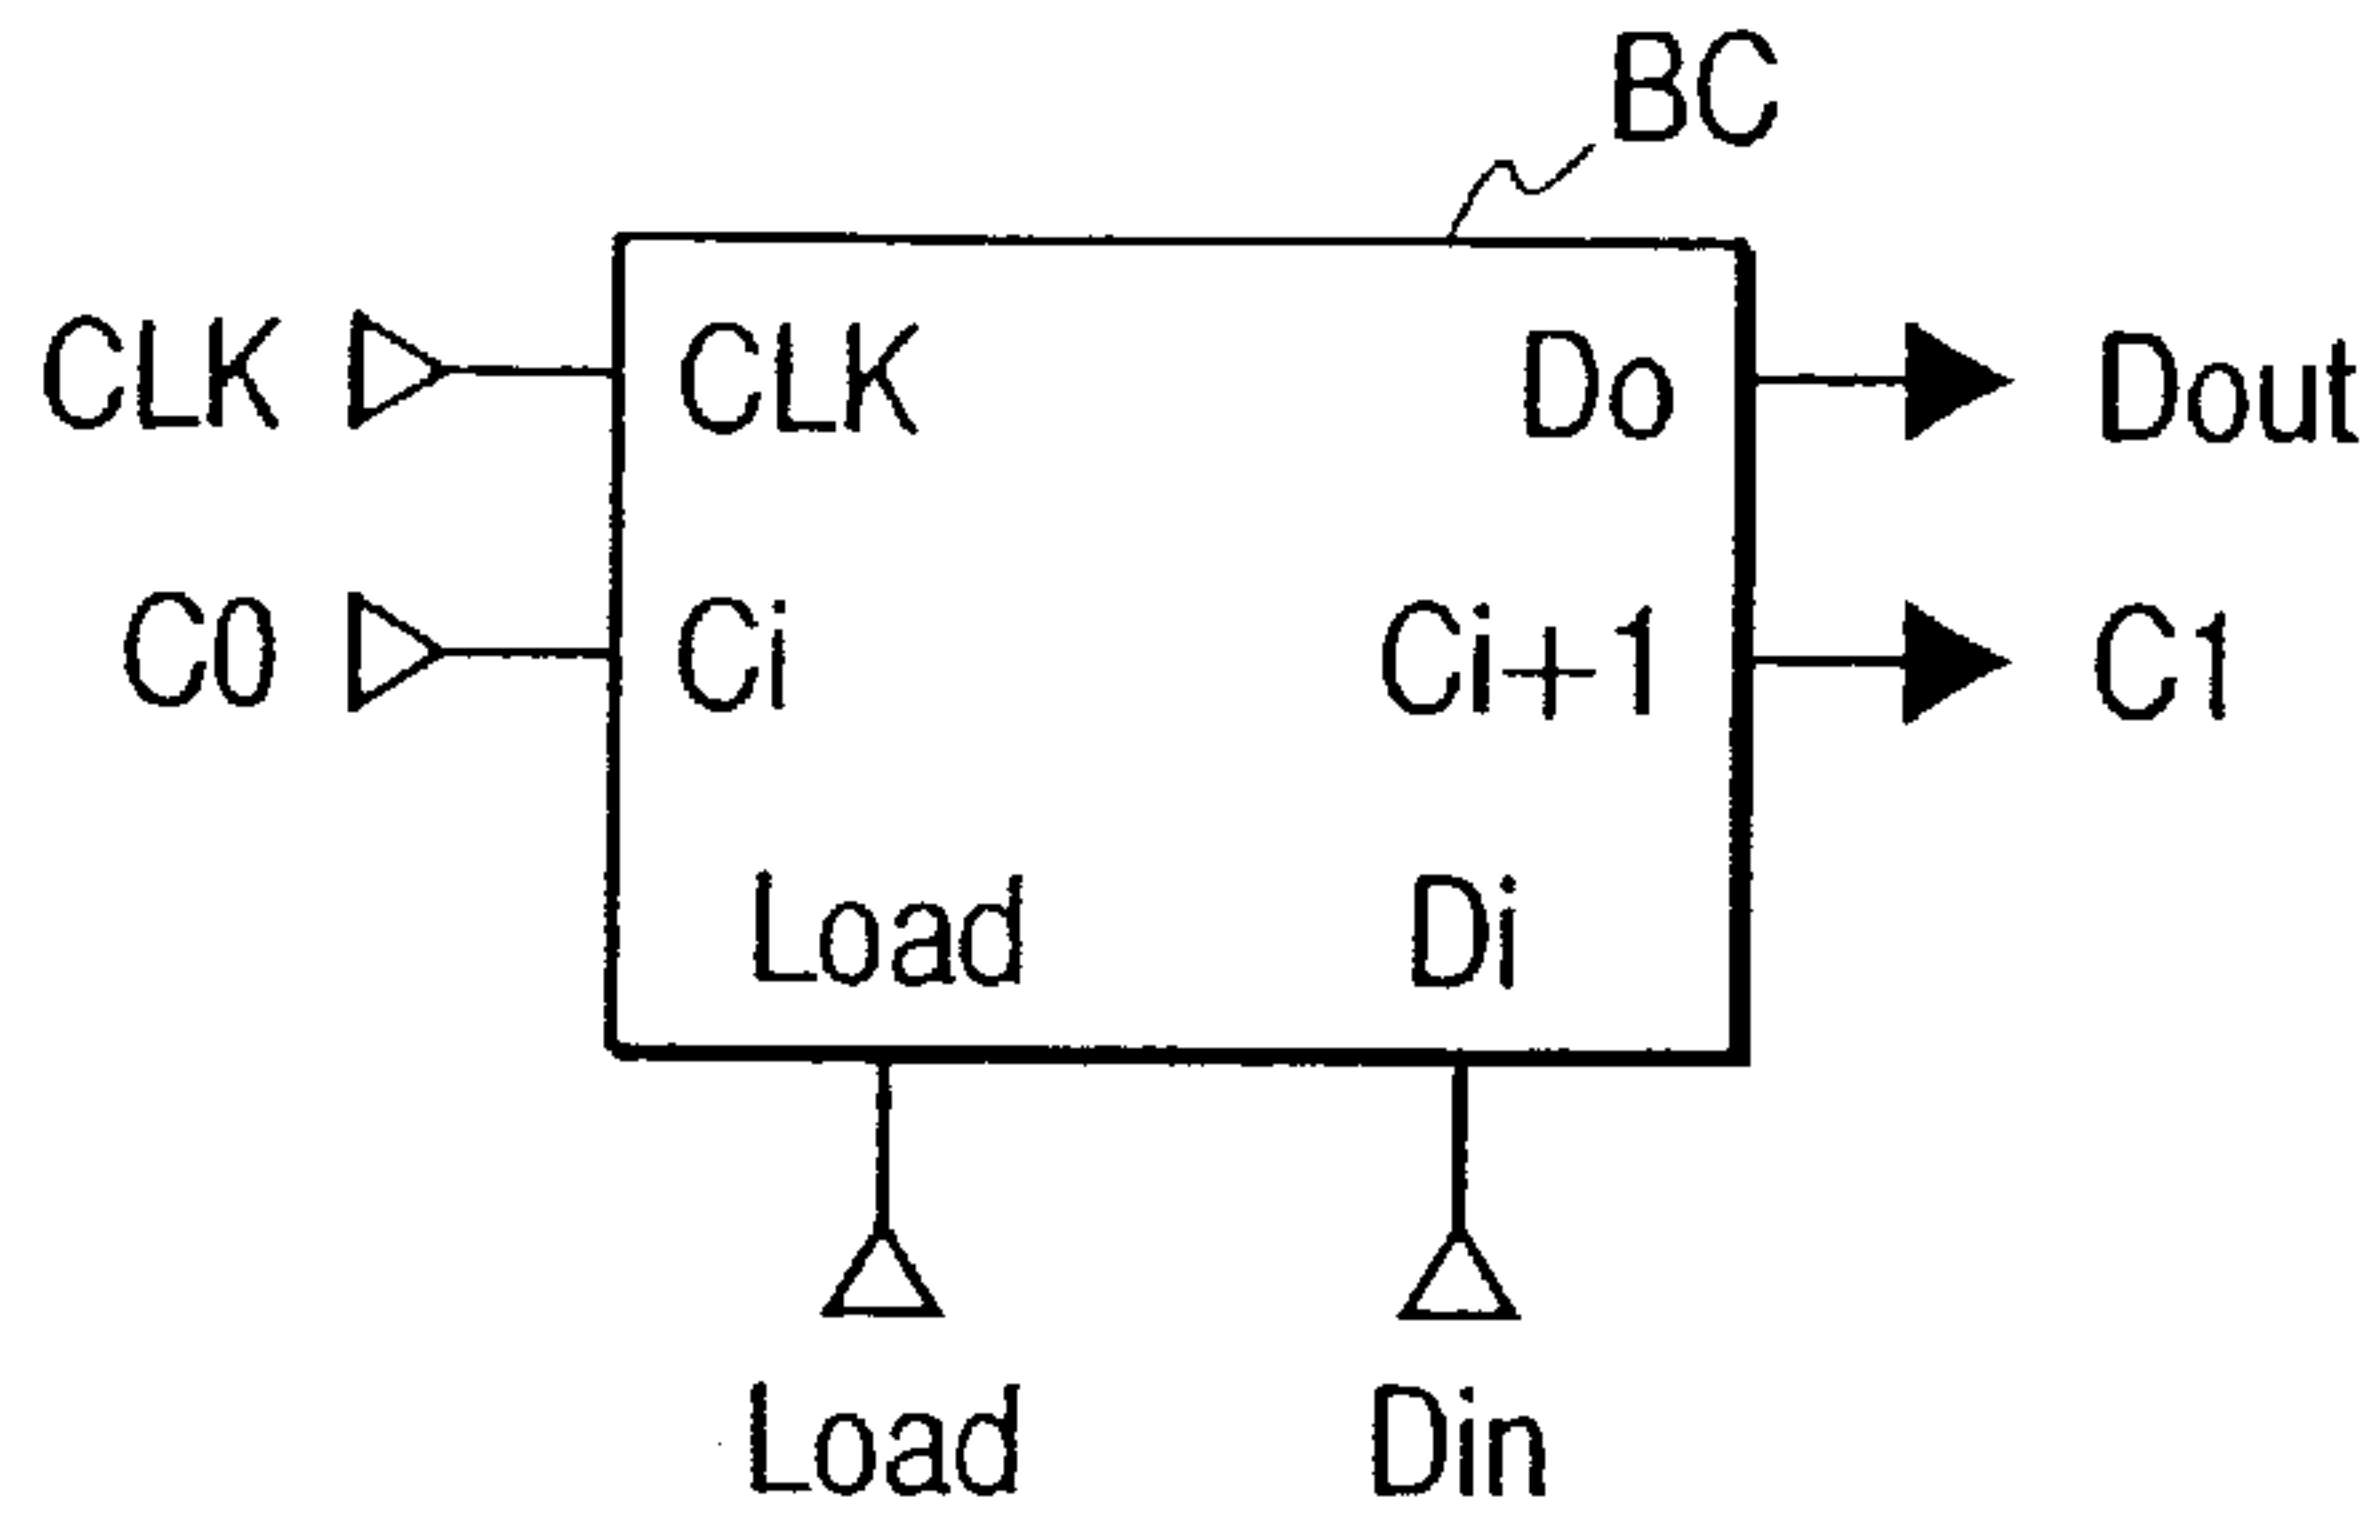 BC
CLK CLK Do Dout
C0 Ci Ci+1 C1
Load Di
Load Din